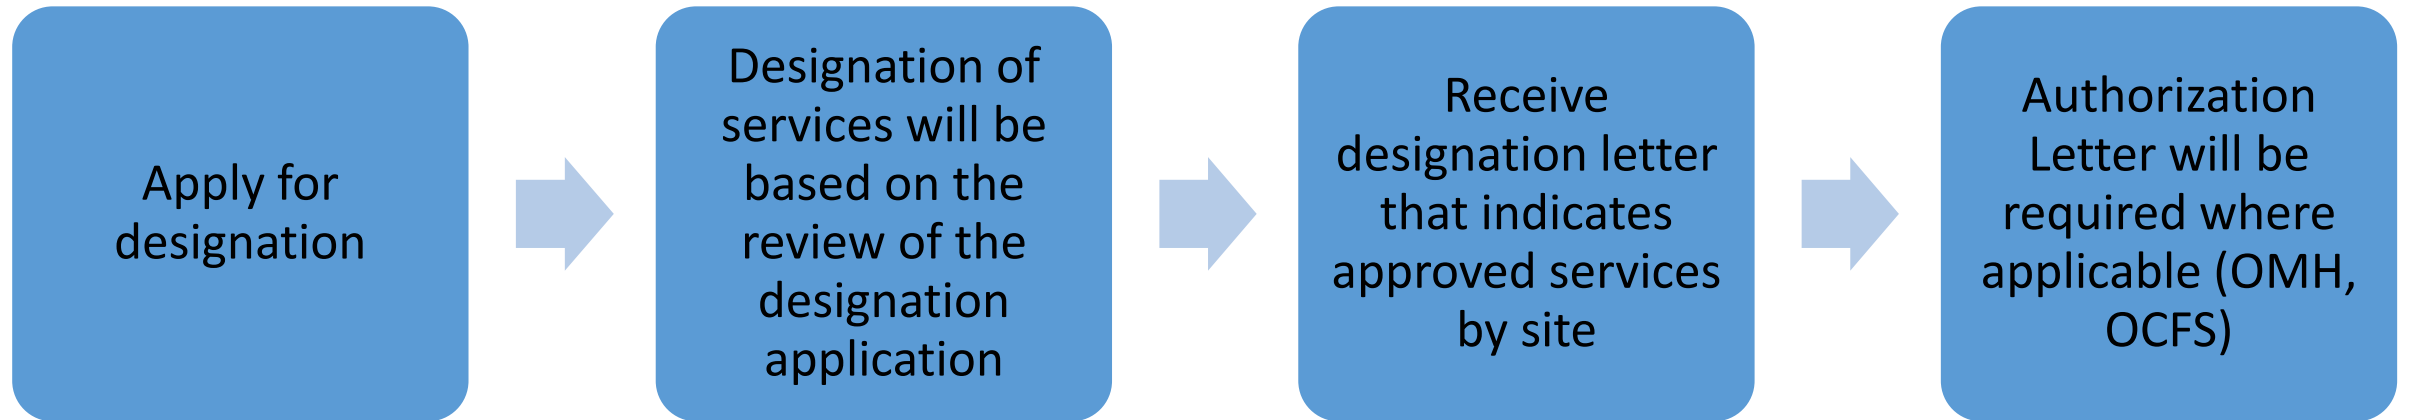 Apply for
designation
Designation of
services will be
based on the
review of the
designation
application
Receive
designation letter
that indicates
approved services
by site
Authorization
Letter will be
required where
applicable (OMH,
OCFS)